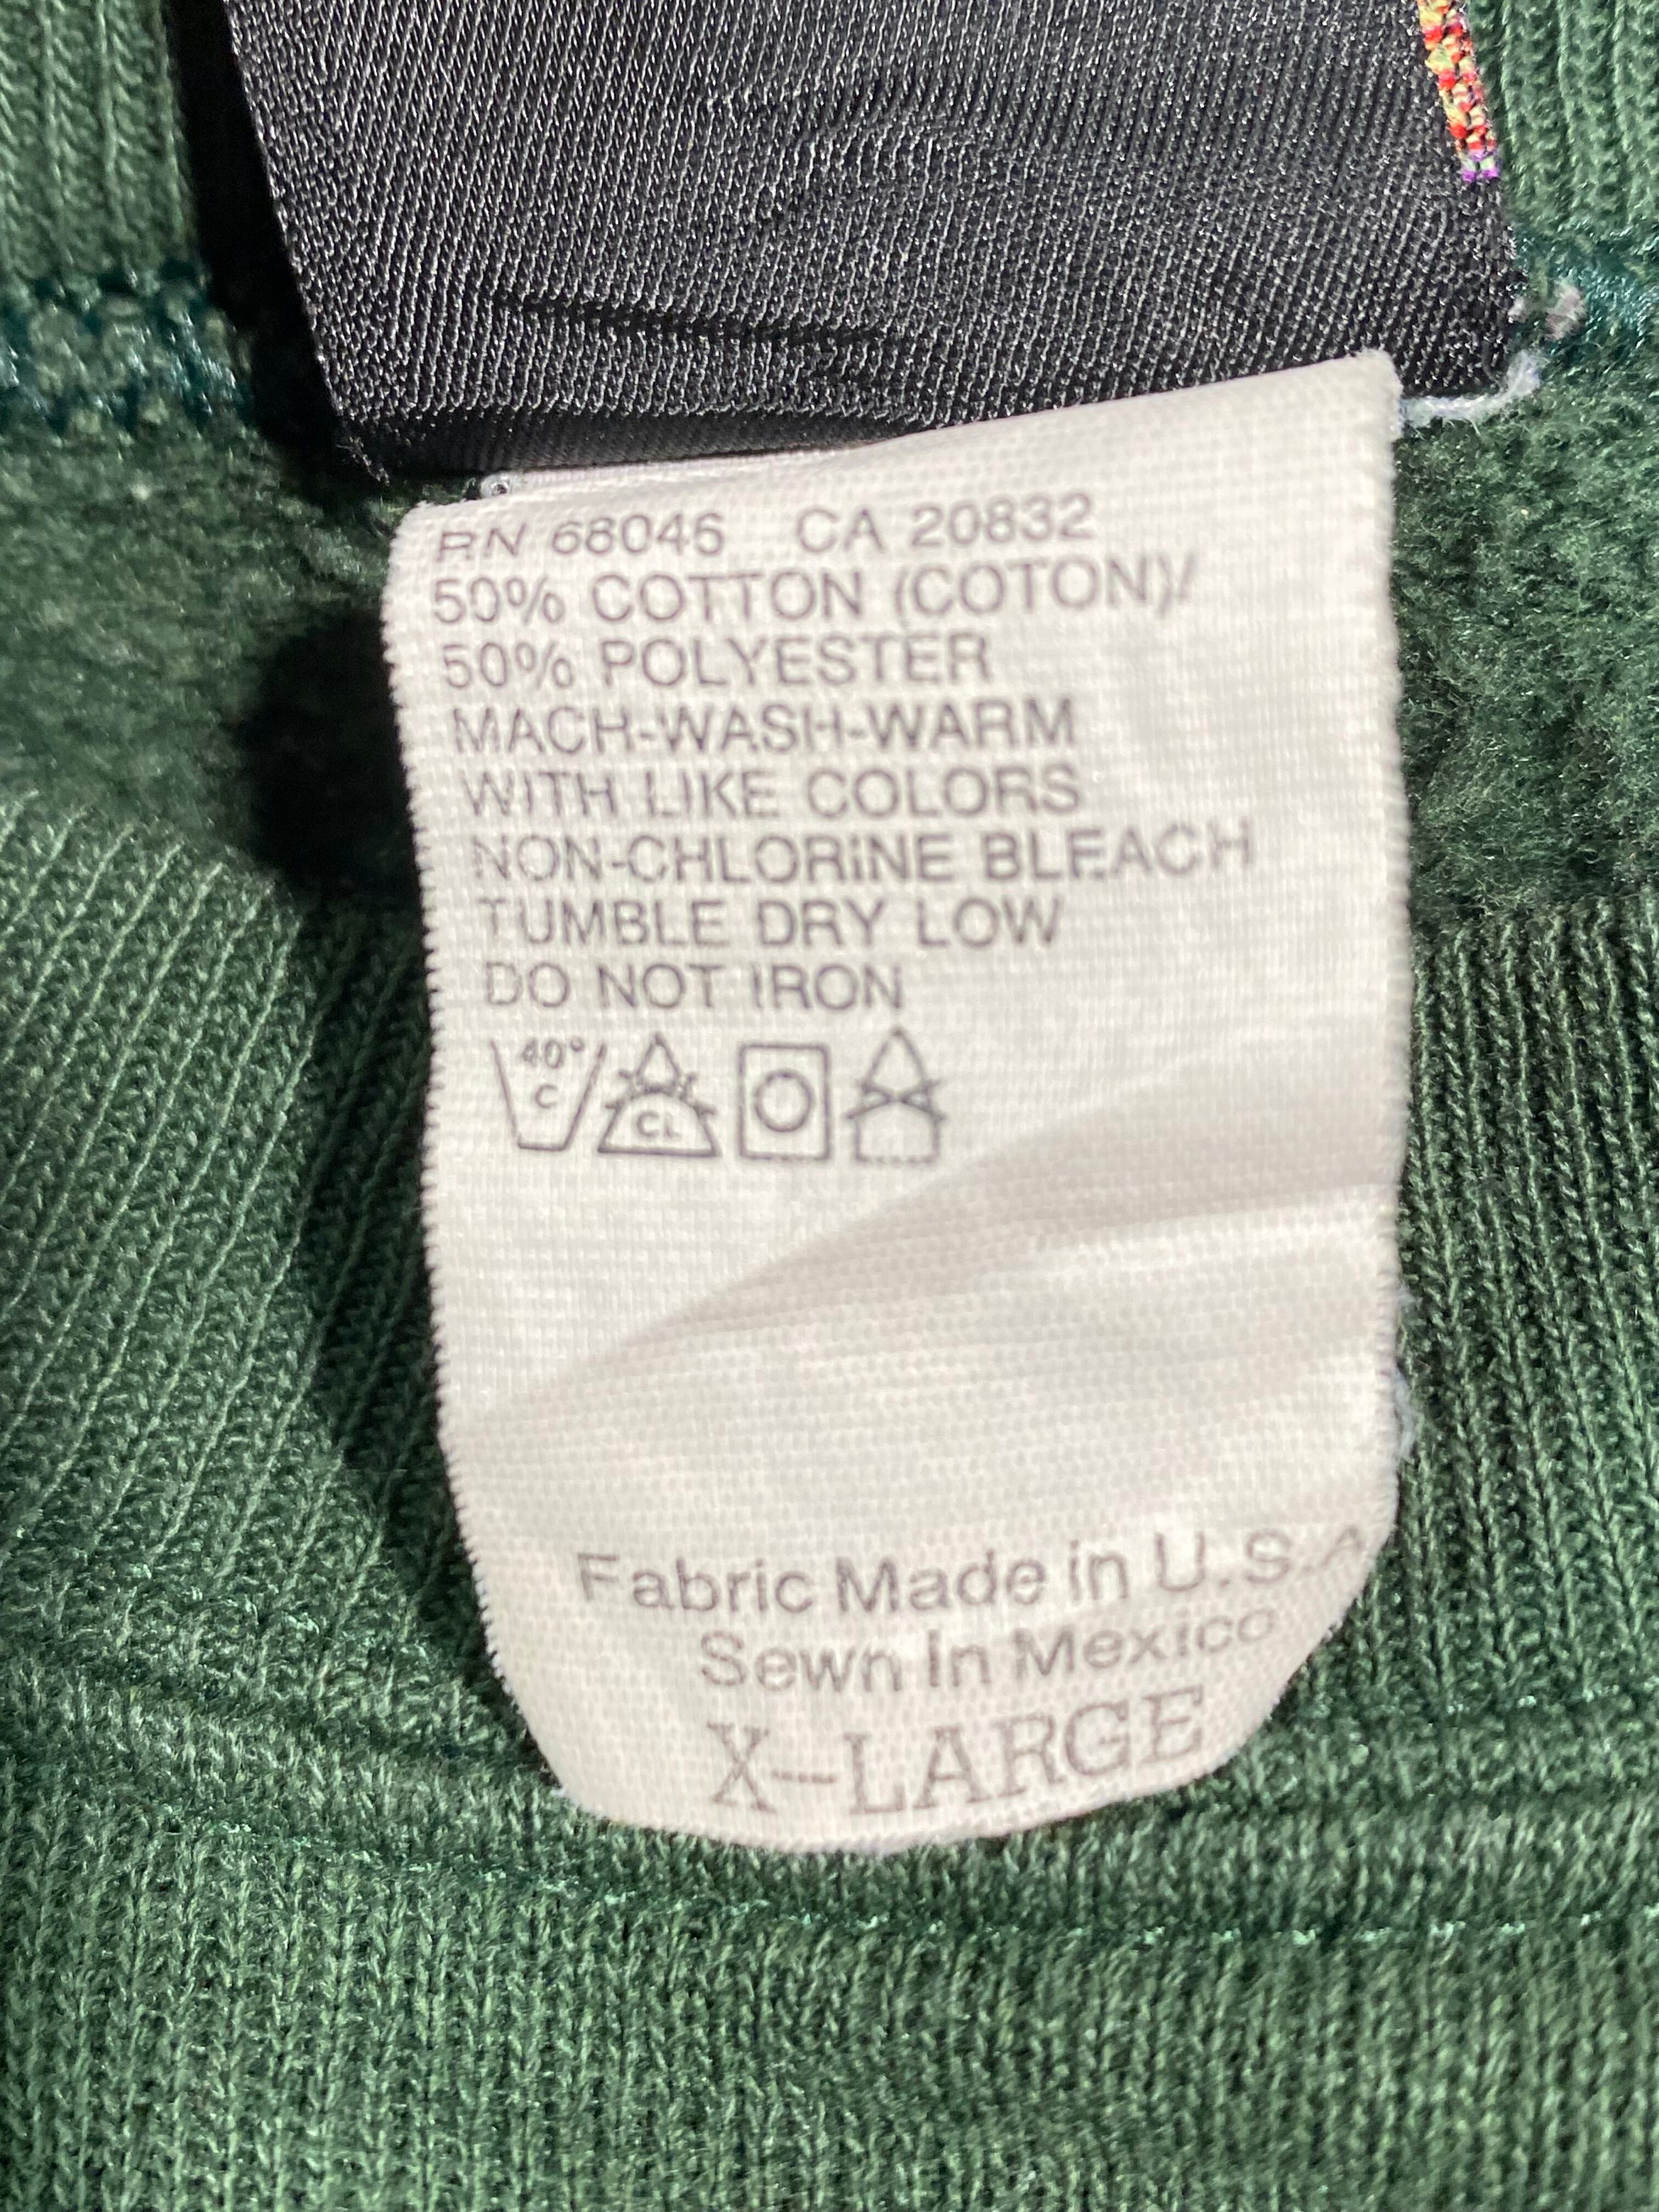 RN 68046 CA 20832
50% COTTON (COTON)/
50% POLYESTER
MACH-WASH-WARM
WITH LIKE COLORS
NON-CHLORINE BLEACH
TUMBLE DRY LOW
DO NOT IRON
40°
C
CL
Fabric Made in U.S.A
Sewn In Mexico
X-LARGE